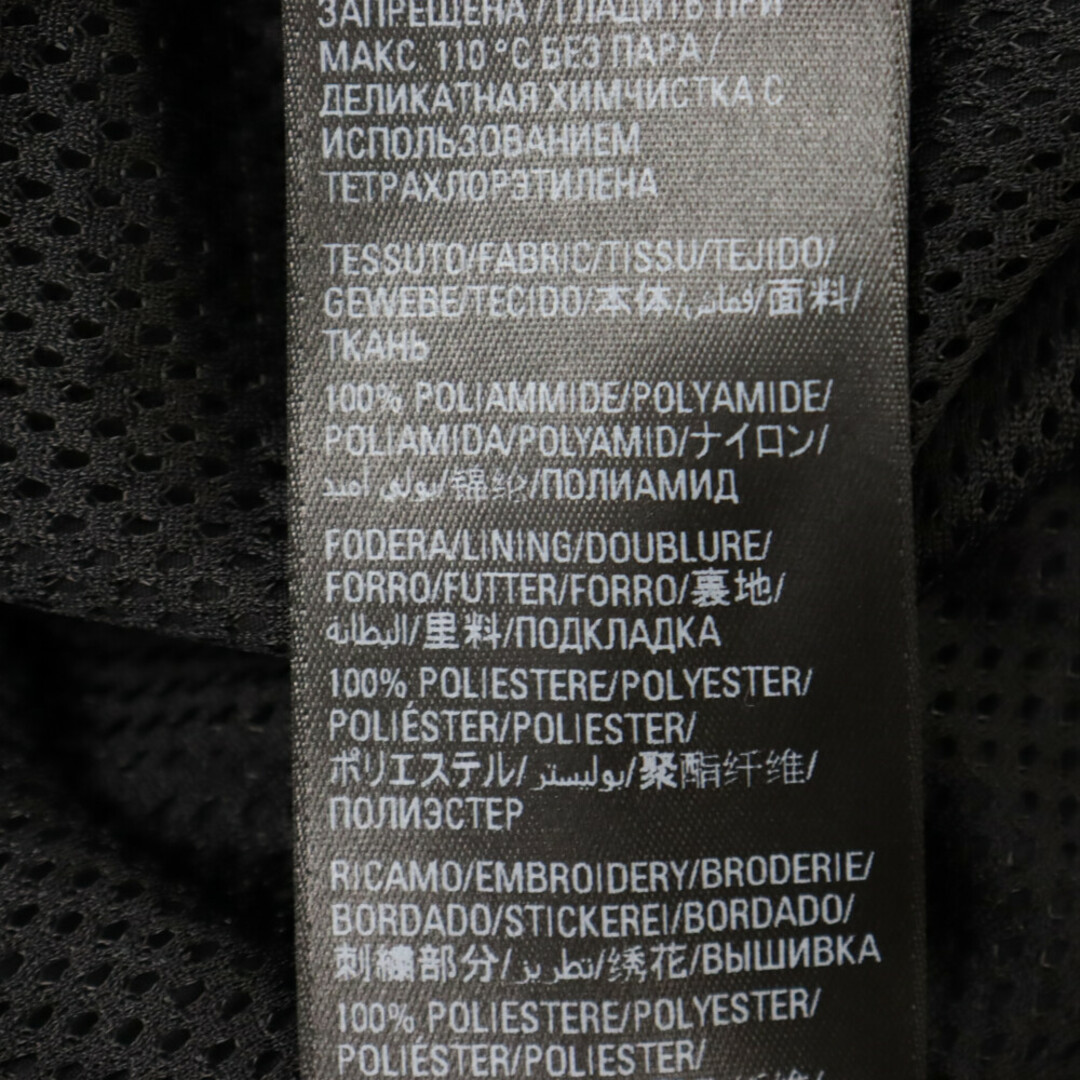 ЗАПРЕЩЕНА / ГЛАДИТЬ ПРИ
МАКС. 110°C БЕЗ ПАРА /
ДЕЛИКАТНАЯ ХИМЧИСТКА С
ИСПОЛЬЗОВАНИЕМ
ТЕТРАХЛОРЭТИЛЕНА
TESSUTO/FABRIC/TISSU/TEJIDO/
GEWEBE/TECIDO/本体/قماش/面料/
ТКАНЬ
100% POLIAMMIDE/POLYAMIDE/
POLIAMIDA/POLYAMID/ナイロン/
بولي أميد/锦纶/ПОЛИАМИД
FODERA/LINING/DOUBLURE/
FORRO/FUTTER/FORRO/裏地/
البطانة/里料/ПОДКЛАДКА
100% POLIESTERE/POLYESTER/
POLIÉSTER/POLIESTER/
ポリエステル/بوليستر/聚酯纤维/
ПОЛИЭСТЕР
RICAMO/EMBROIDERY/BRODERIE/
BORDADO/STICKEREI/BORDADO/
刺繍部分/تطريز/绣花/ВЫШИВКА
100% POLIESTERE/POLYESTER/
POLIÉSTER/POLIESTER/